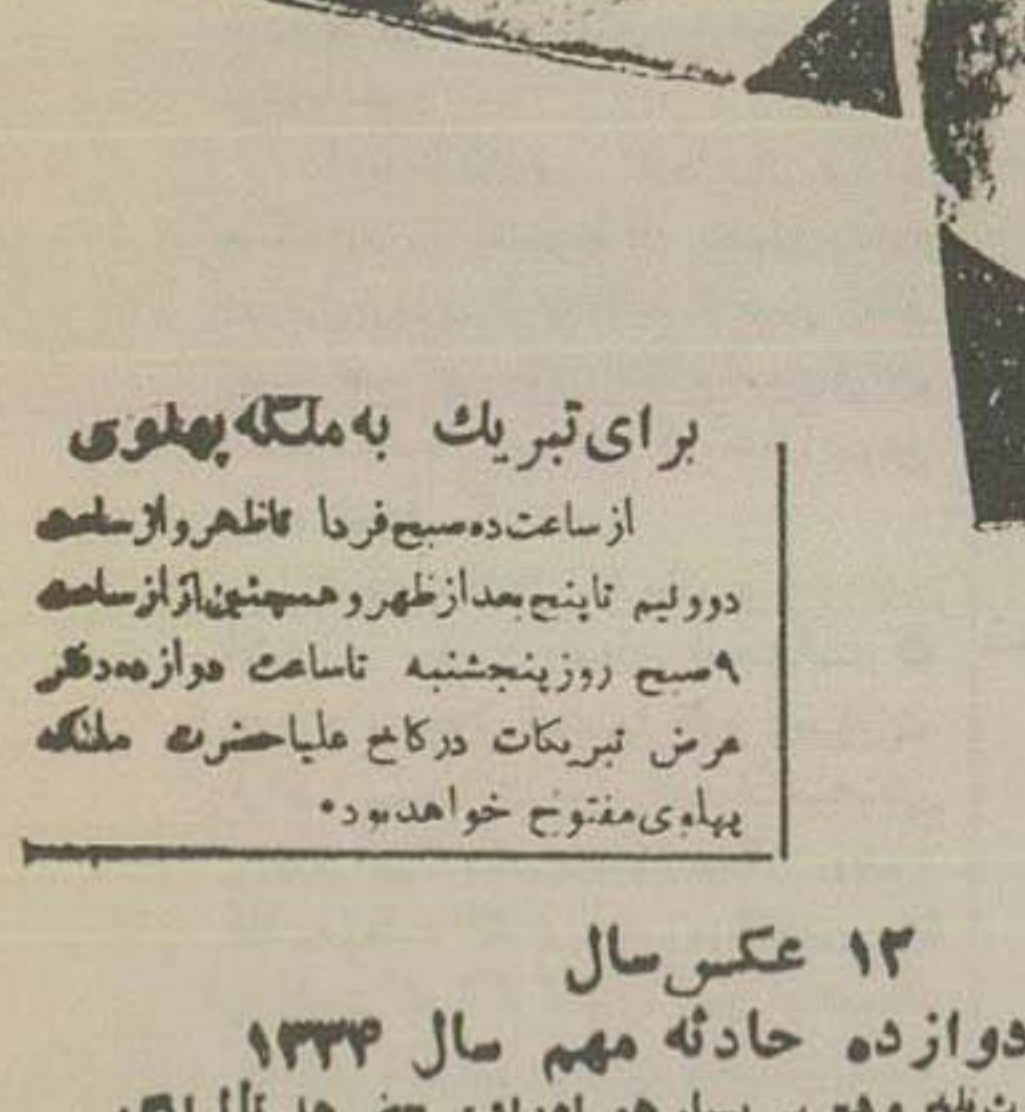 برای تبریك به ملکه پهلوی
از ساعت ده صبح فردا تا ظهر و از ساعت
دو و نیم تا پنج بعد از ظهر و همچنین از از ساعت
۹ صبح روز پنجشنبه تا ساعت دوازده دفتر
عرض تبریکات در کاخ علیاحضرت ملکه
پهلوی مفتوح خواهد بود.
۱۲ عکس سال
دوازده حادثه مهم سال ۱۳۳۴